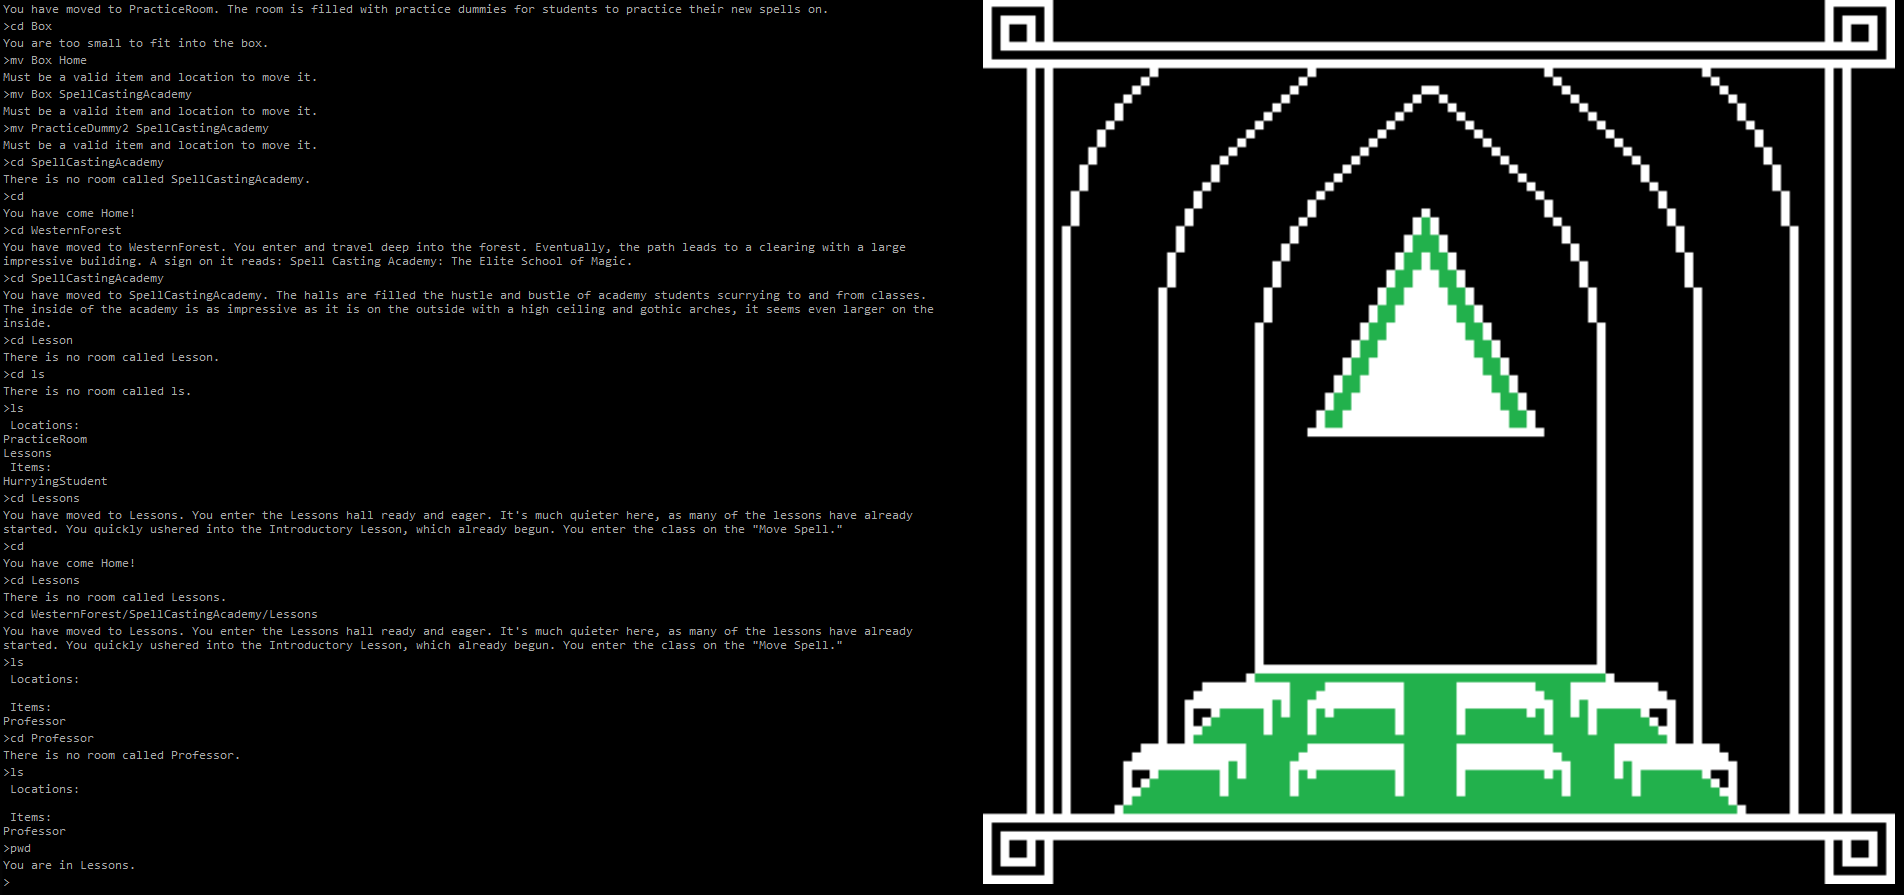 You have moved to PracticeRoom. The room is filled with practice dummies for students to practice their new spells on.
>cd Box
You are too small to fit into the box.
>mv Box Home
Must be a valid item and location to move it.
>mv Box SpellCastingAcademy
Must be a valid item and location to move it.
>mv PracticeDummy2 SpellCastingAcademy
Must be a valid item and location to move it.
>cd SpellCastingAcademy
There is no room called SpellCastingAcademy.
>cd
You have come Home!
>cd WesternForest
You have moved to WesternForest. You enter and travel deep into the forest. Eventually, the path leads to a clearing with a large
impressive building. A sign on it reads: Spell Casting Academy: The Elite School of Magic.
>cd SpellCastingAcademy
You have moved to SpellCastingAcademy. The halls are filled the hustle and bustle of academy students scurrying to and from classes.
The inside of the academy is as impressive as it is on the outside with a high ceiling and gothic arches, it seems even larger on the
inside.
>cd Lesson
There is no room called Lesson.
>cd ls
There is no room called ls.
>ls
Locations:
PracticeRoom
Lessons
Items:
HurryingStudent
>cd Lessons
You have moved to Lessons. You enter the Lessons hall ready and eager. It's much quieter here, as many of the lessons have already
started. You quickly ushered into the Introductory Lesson, which already begun. You enter the class on the "Move Spell."
>cd
You have come Home!
>cd Lessons
There is no room called Lessons.
>cd WesternForest/SpellCastingAcademy/Lessons
You have moved to Lessons. You enter the Lessons hall ready and eager. It's much quieter here, as many of the lessons have already
started. You quickly ushered into the Introductory Lesson, which already begun. You enter the class on the "Move Spell."
>ls
Locations:
Items:
Professor
>cd Professor
There is no room called Professor.
>ls
Locations:
Items:
Professor
>pwd
You are in Lessons.
>